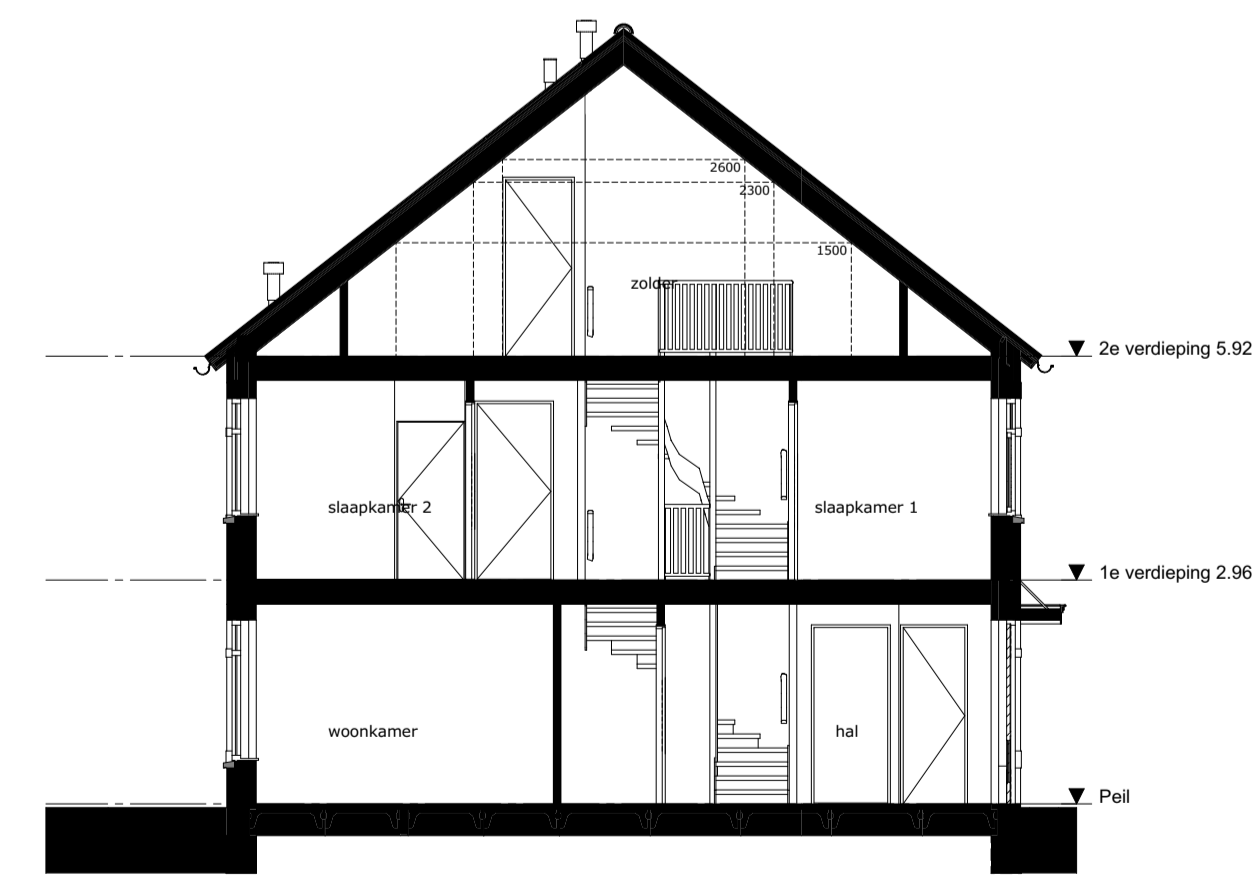 2600
2300
1500
zolder
2e verdieping 5.92
slaapkamer 2
slaapkamer 1
1e verdieping 2.96
woonkamer
hal
Peil